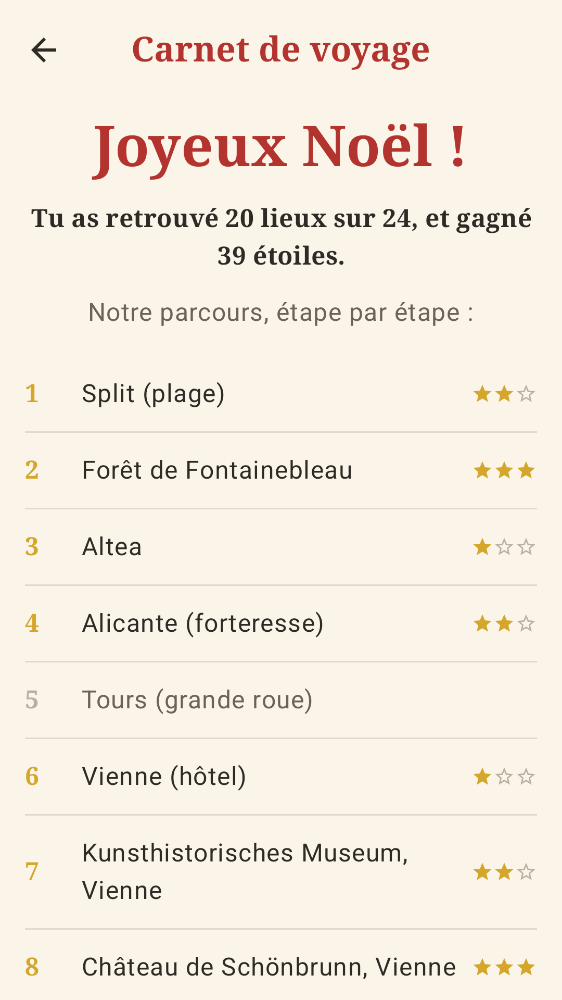 Carnet de voyage
Joyeux Noël !
Tu as retrouvé 20 lieux sur 24, et gagné
39 étoiles.
Notre parcours, étape par étape :
1 Split (plage)
2 Forêt de Fontainebleau
3 Altea
4 Alicante (forteresse)
5 Tours (grande roue)
6 Vienne (hôtel)
7 Kunsthistorisches Museum,
Vienne
8 Château de Schönbrunn, Vienne